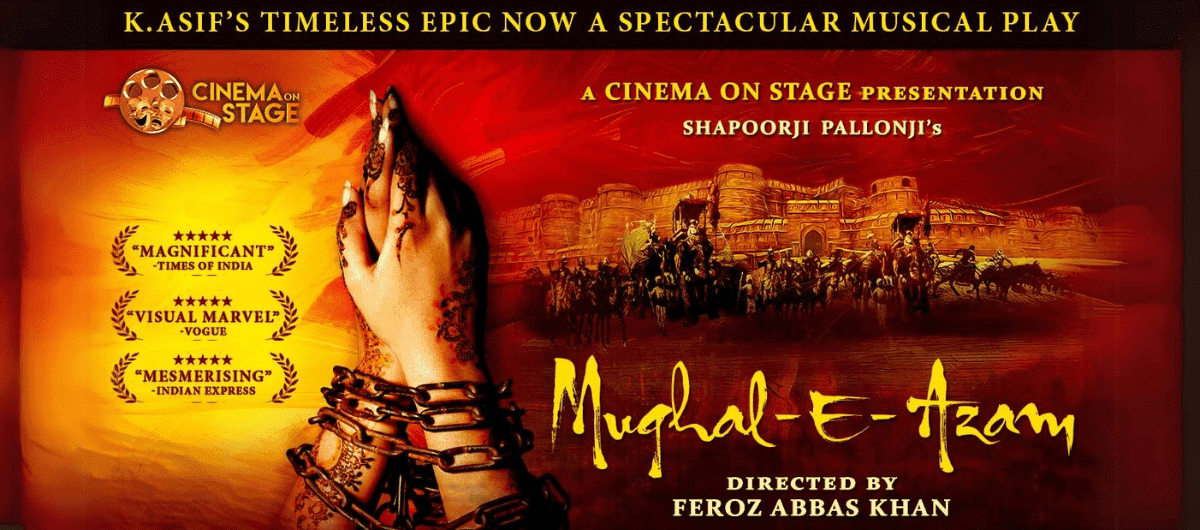 K.ASIF'S TIMELESS EPIC NOW A SPECTACULAR MUSICAL PLAY
CINEMA ON
STAGE
A CINEMA ON STAGE PRESENTATION
SHAPOORJI PALLONJI's
"MAGNIFICANT"
-TIMES OF INDIA
"VISUAL MARVEL"
-VOGUE
"MESMERISING"
-INDIAN EXPRESS
Mughal-E-Azam
DIRECTED BY
FEROZ ABBAS KHAN